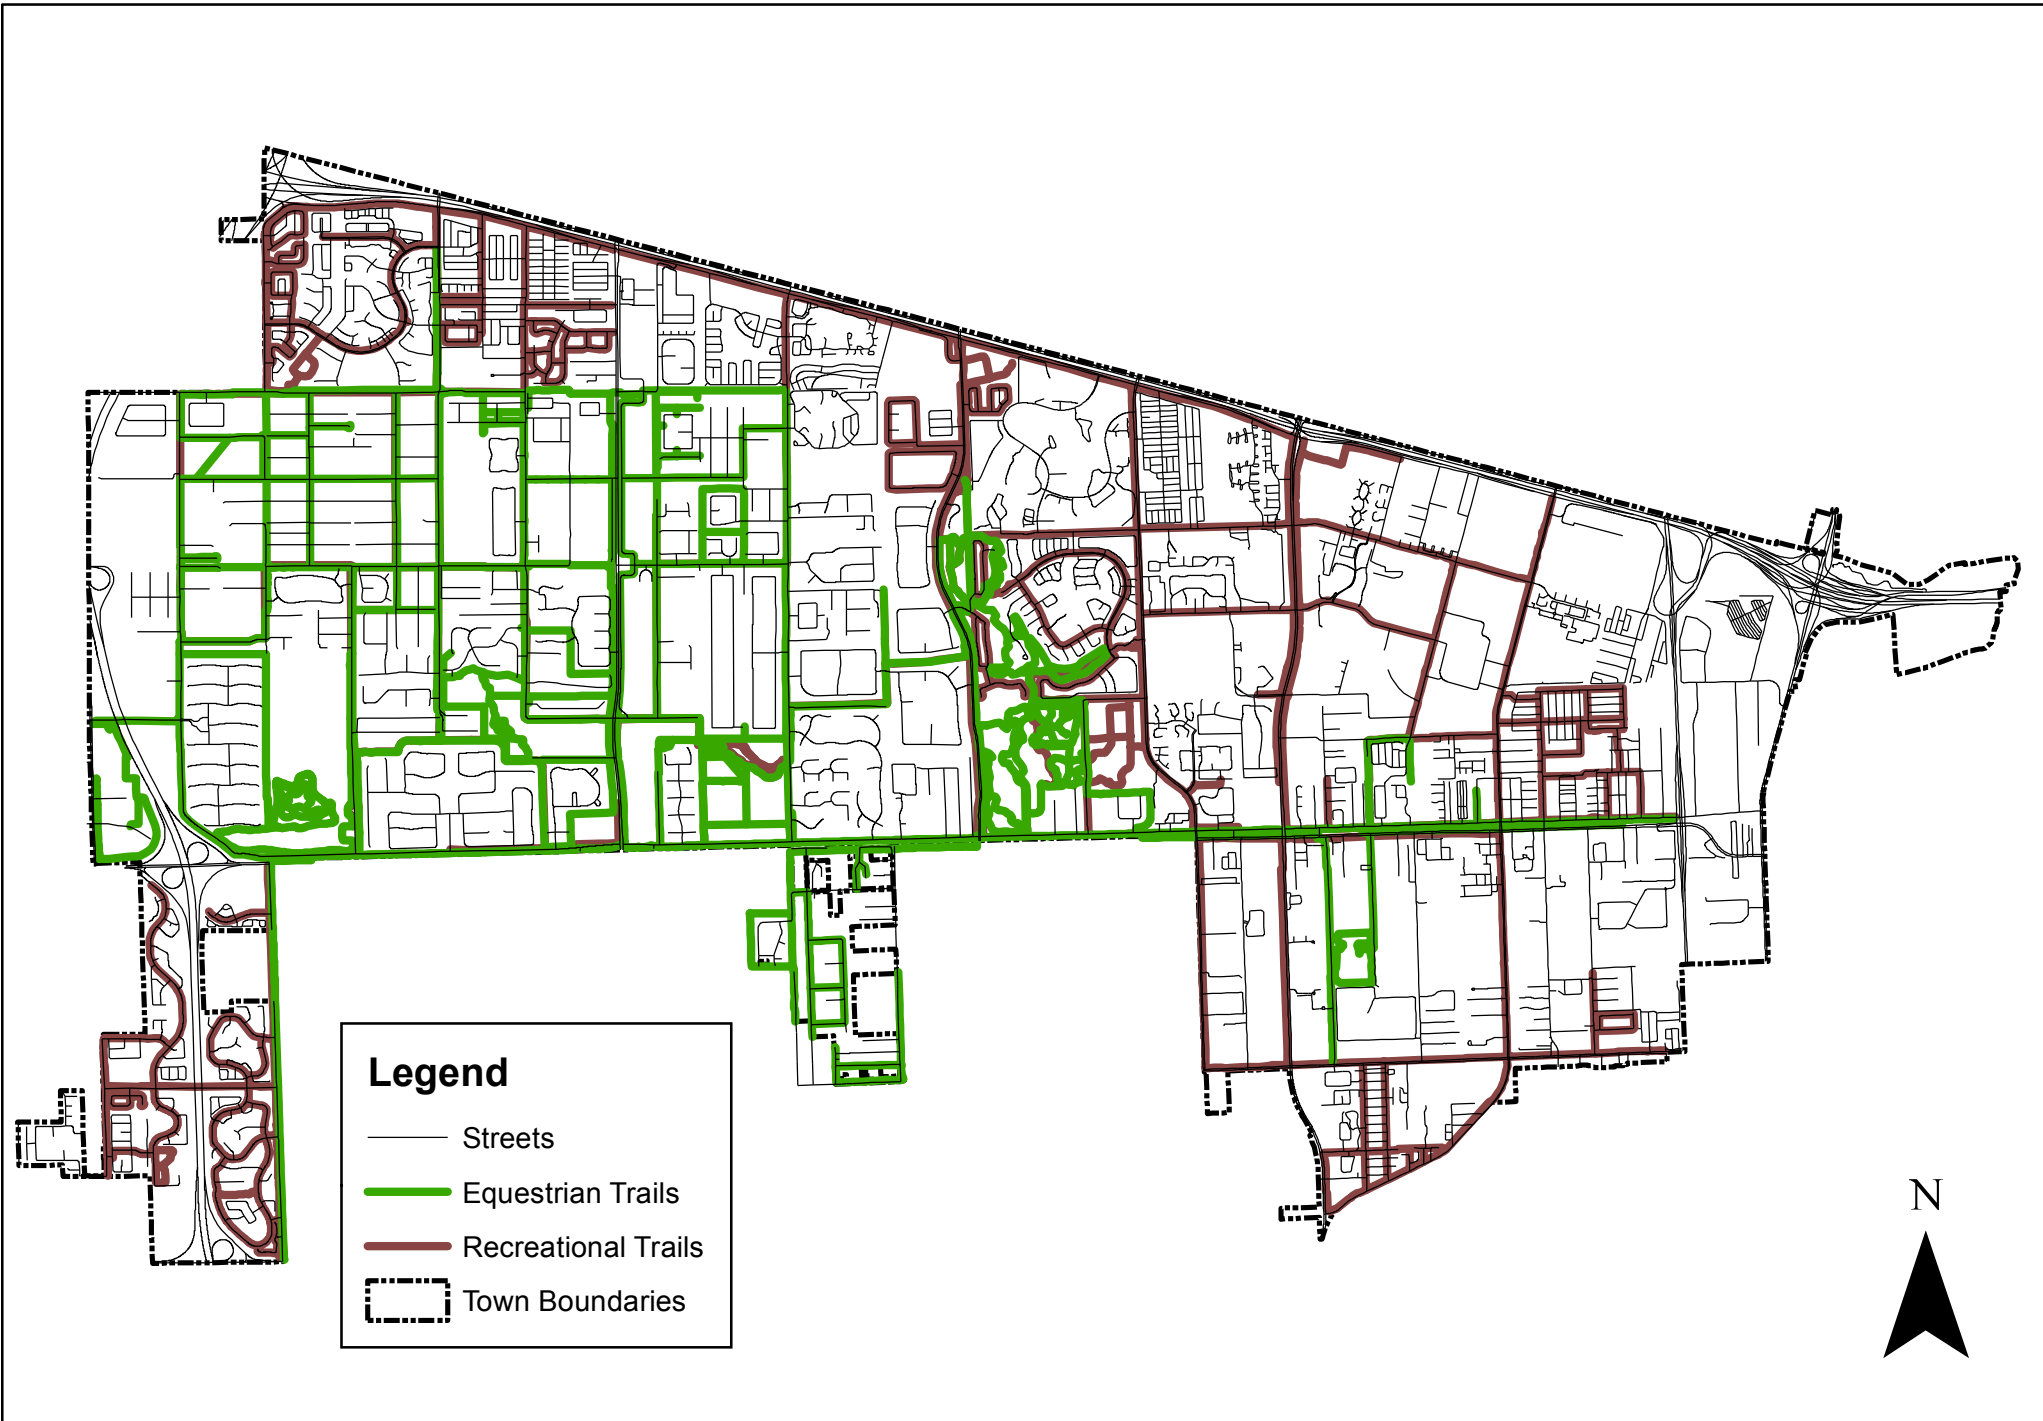 Legend
Streets
Equestrian Trails
Recreational Trails
Town Boundaries
N